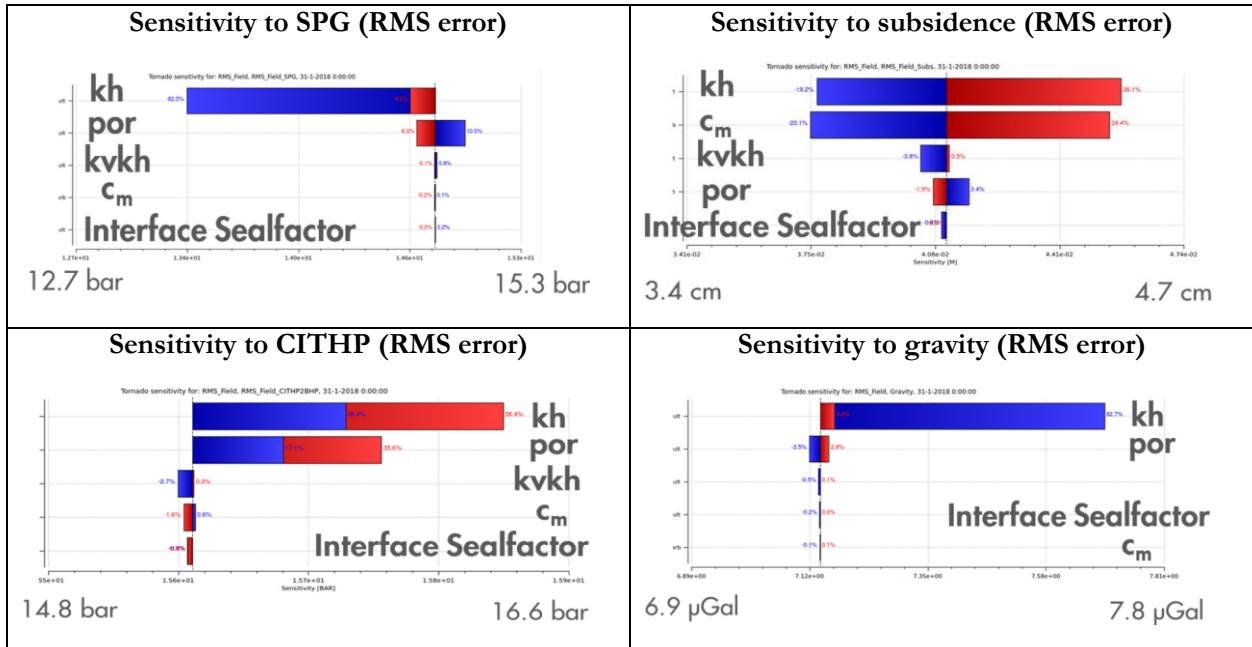 Sensitivity to SPG (RMS error)
Tornado sensitivity for: RMS_Field, RMS_Field_SPG, 31-1-2018 0:00:00
kh
-82.5%
por
-6.0%
10.0%
kvkh
-0.1%
0.6%
cm
-0.2%
0.1%
Interface Sealfactor
-0.0%
0.2%
1.27e+01 1.34e+01 1.40e+01 1.46e+01 1.53e+01
12.7 bar 15.3 bar
Sensitivity to subsidence (RMS error)
Tornado sensitivity for: RMS_Field, RMS_Field_Subs, 31-1-2018 0:00:00
kh
-19.2%
26.1%
cm
-20.1%
24.4%
kvkh
-3.8%
0.5%
por
-1.9%
3.4%
Interface Sealfactor
3.41e-02 3.75e-02 4.08e-02 4.41e-02 4.74e-02
Sensitivity [M]
3.4 cm 4.7 cm
Sensitivity to CITHP (RMS error)
Tornado sensitivity for: RMS_Field, RMS_Field_CITHP2BHP, 31-1-2018 0:00:00
kh
por
17.1%
35.6%
kvkh
-2.7%
0.3%
cm
-1.6%
0.6%
Interface Sealfactor
55e+01 1.56e+01 1.57e+01 1.58e+01 1.59e+01
Sensitivity [BAR]
14.8 bar 16.6 bar
Sensitivity to gravity (RMS error)
Tornado sensitivity for: RMS_Field, Gravity, 31-1-2018 0:00:00
kh
por
-3.5%
2.8%
-0.5%
0.1%
Interface Sealfactor
-0.2%
0.0%
cm
-0.1%
0.1%
6.89e+00 7.12e+00 7.35e+00 7.58e+00 7.81e+00
6.9 µGal 7.8 µGal